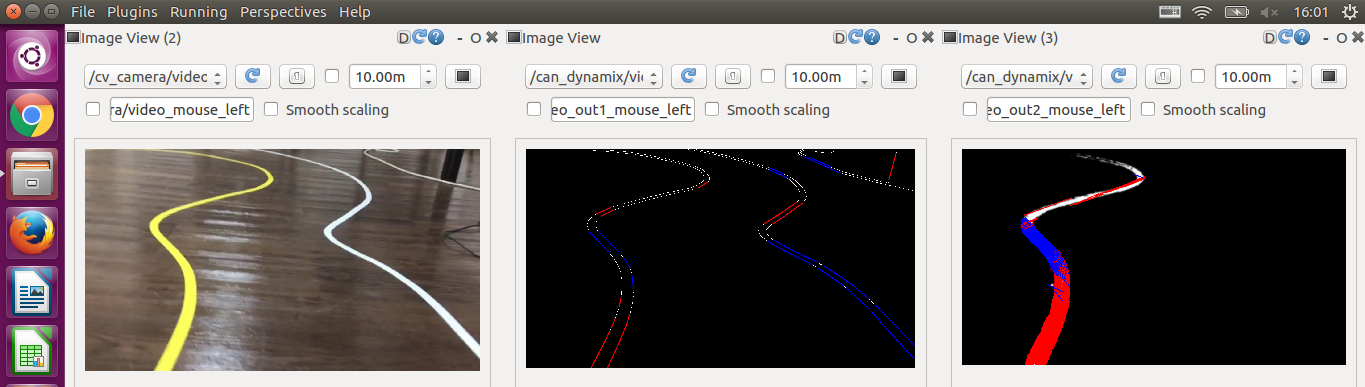 File Plugins Running Perspectives Help 16:01
Image View (2) D - O
Image View D - O
Image View (3) D - O
/cv_camera/video 10.00m
/can_dynamix/vi 10.00m
/can_dynamix/v 10.00m
ra/video_mouse_left Smooth scaling
eo_out1_mouse_left Smooth scaling
eo_out2_mouse_left Smooth scaling